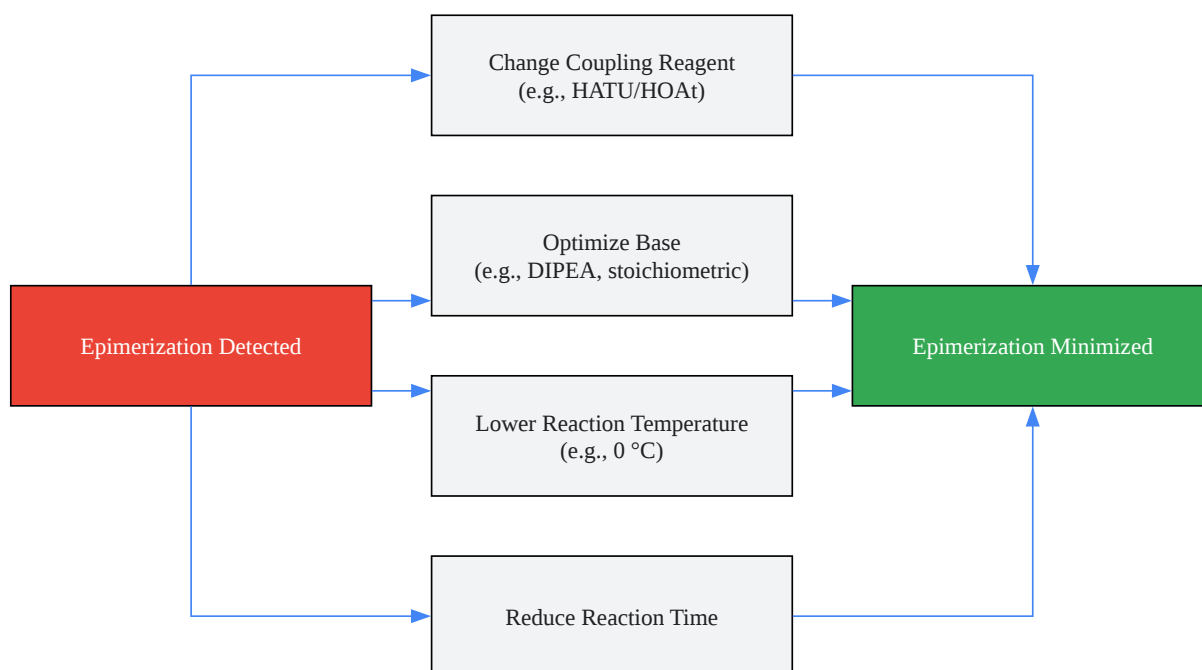 Change Coupling Reagent
(e.g., HATU/HOAt)
Optimize Base
(e.g., DIPEA, stoichiometric)
Epimerization Detected
Epimerization Minimized
Lower Reaction Temperature
(e.g., 0 °C)
Reduce Reaction Time